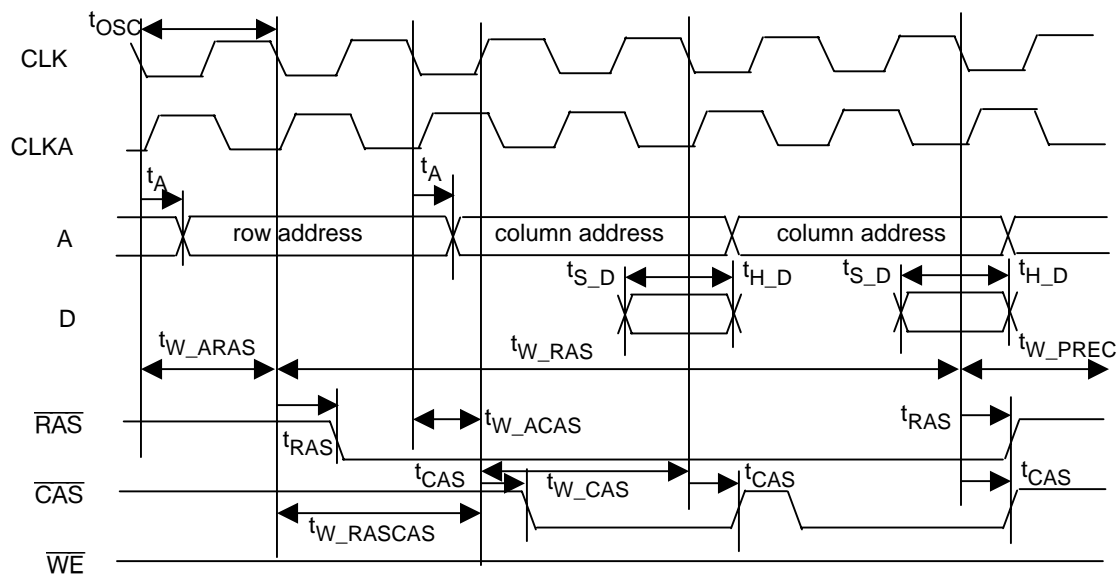 tOSC
CLK
CLKA
tA tA
A row address column address column address
tS_D tH_D tS_D tH_D
D
tW_ARAS tW_RAS tW_PREC
RAS tRAS tW_ACAS tRAS
CAS tCAS tW_CAS tCAS tCAS
tW_RASCAS
WE